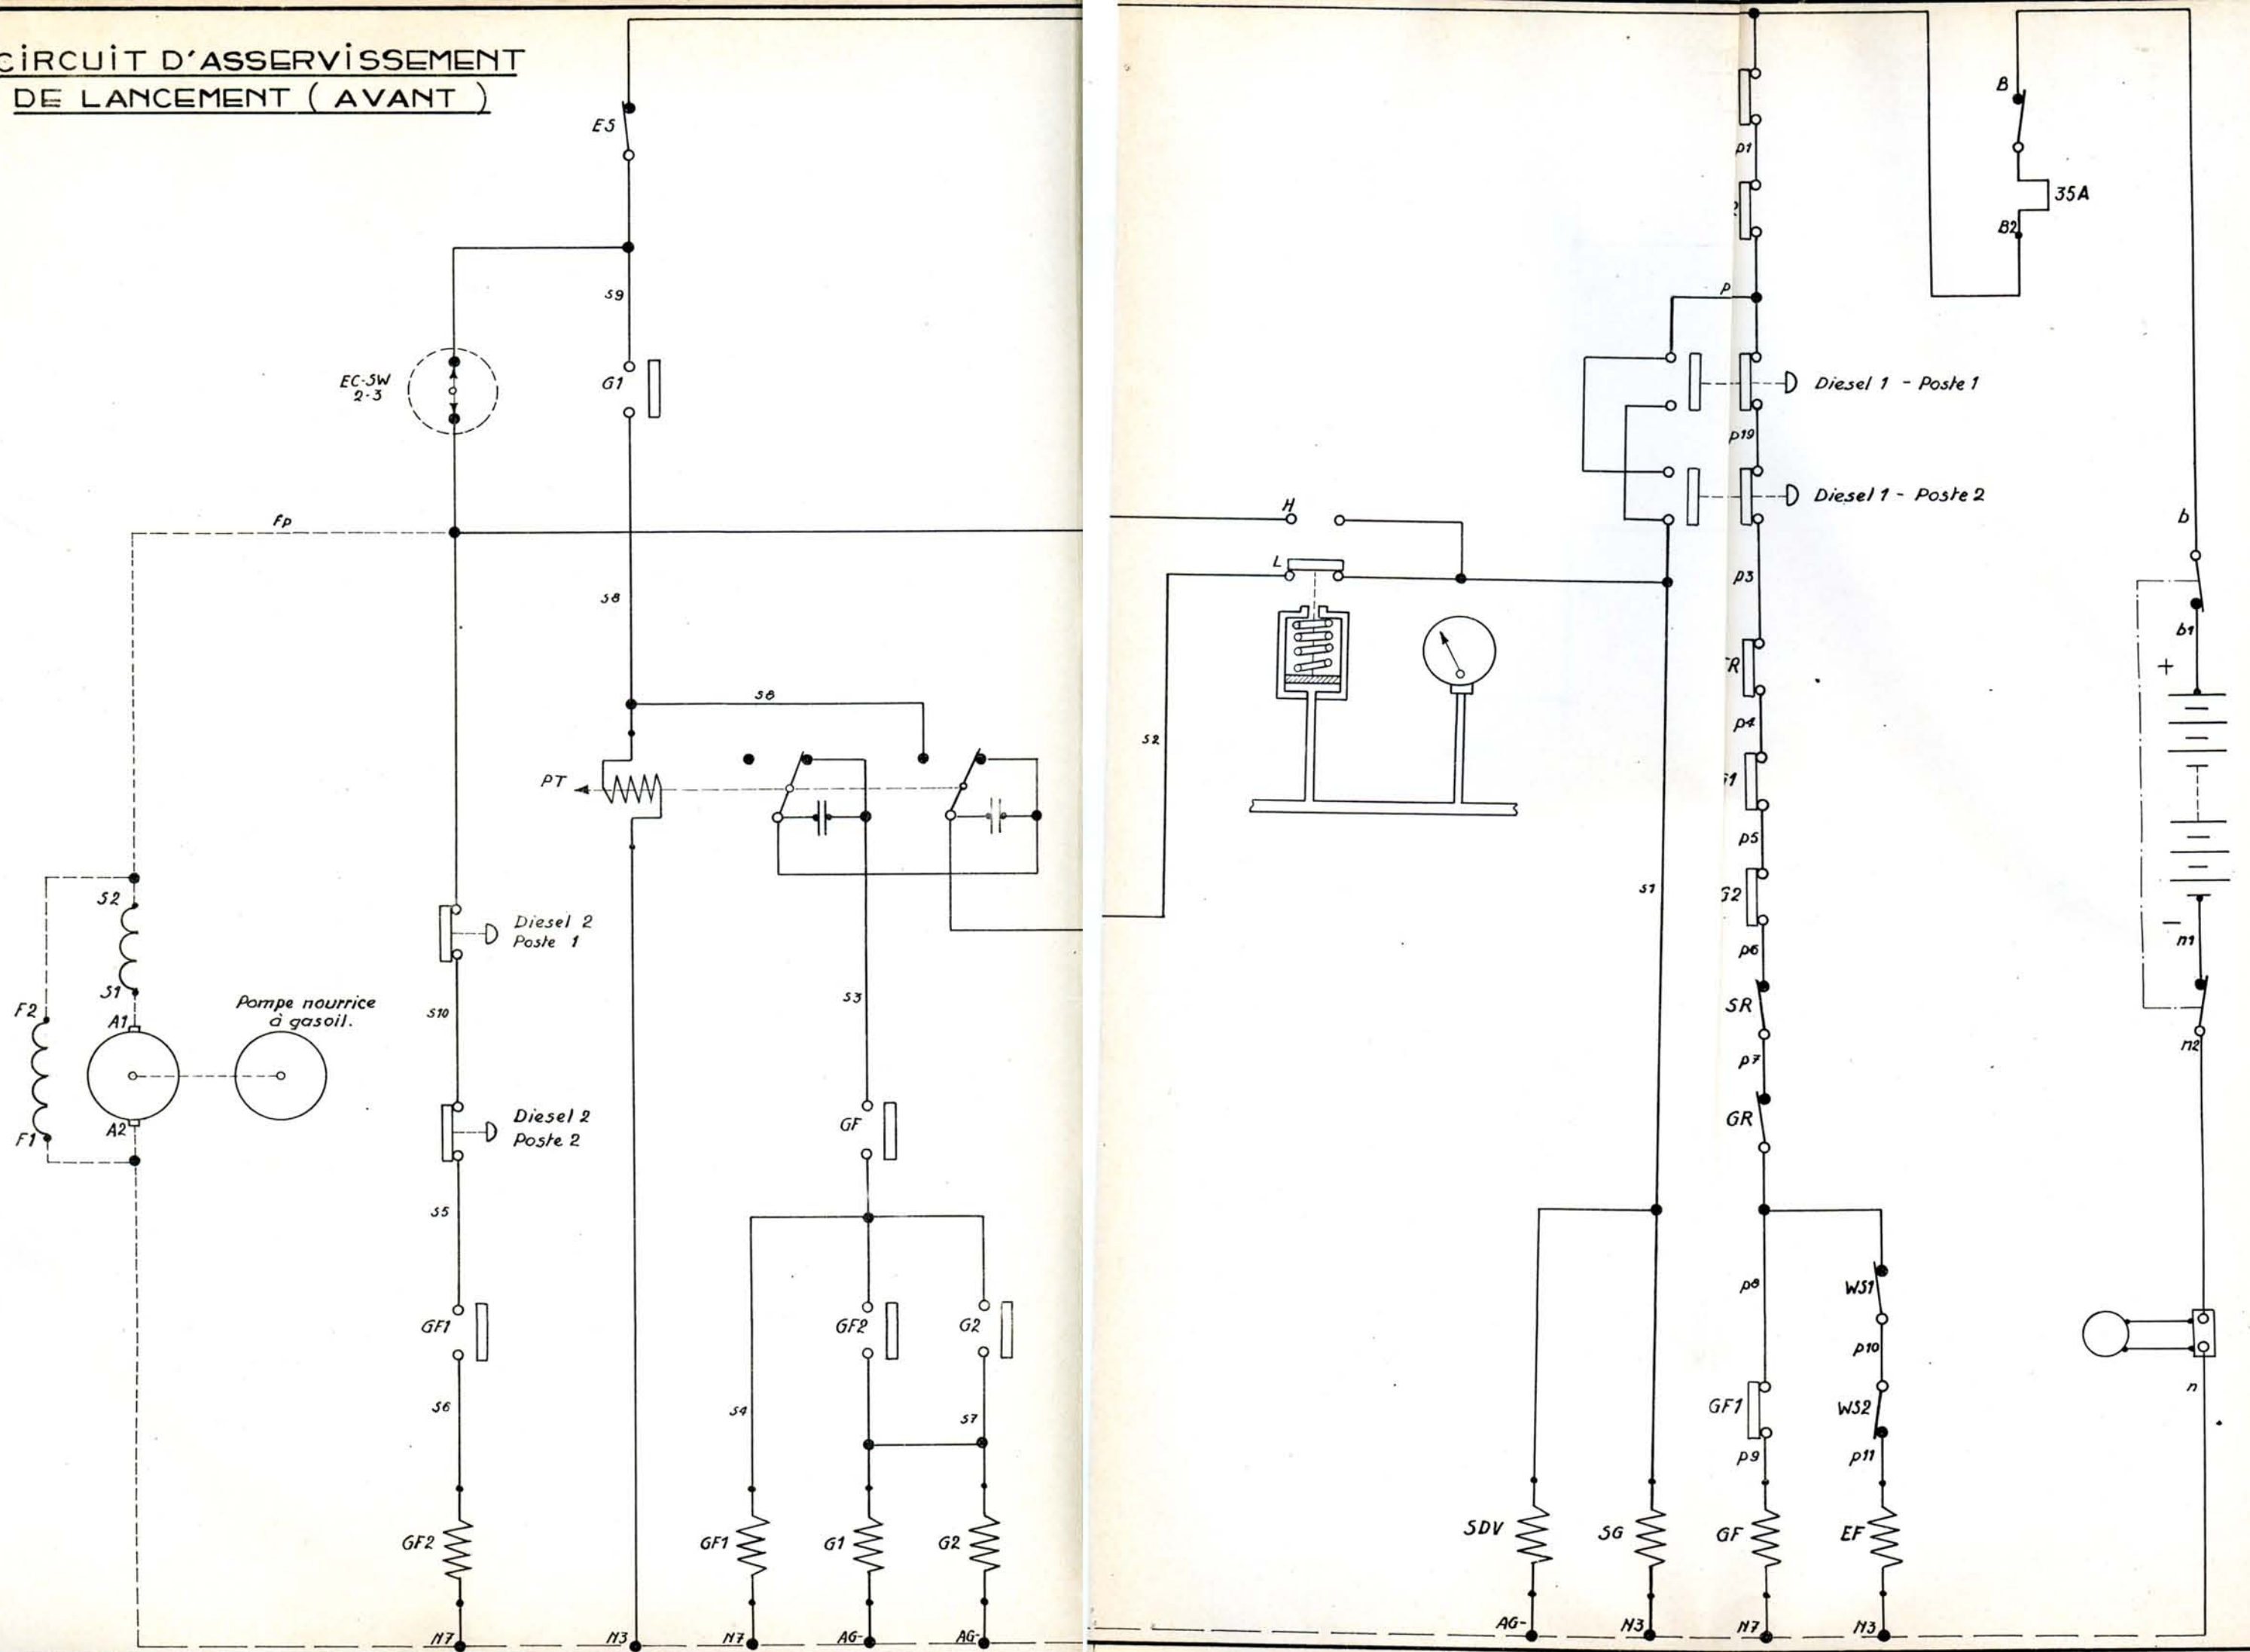 CiRCUiT D'ASSERViSSEMENT
DE LANCEMENT ( AVANT )
ES
S9
EC-SW
2-3
G1
Fp
S8
S8
PT
S2
S1
A1
A2
F2
F1
Pompe nourrice
à gasoil.
Diesel 2
Poste 1
S10
Diesel 2
Poste 2
S5
GF1
S6
GF2
N7
N3
S3
GF
GF2
G2
S4
S7
GF1
G1
G2
N7
AG-
AG-
H
L
S2
S1
SDV
SG
AG-
N3
p1
P
Diesel 1 - Poste 1
p19
Diesel 1 - Poste 2
p3
R
p4
p5
p6
SR
p7
GR
p8
GF1
p9
GF
N7
WS1
p10
WS2
p11
EF
N3
B
35A
B2
b
b1
+
−
n1
n2
n